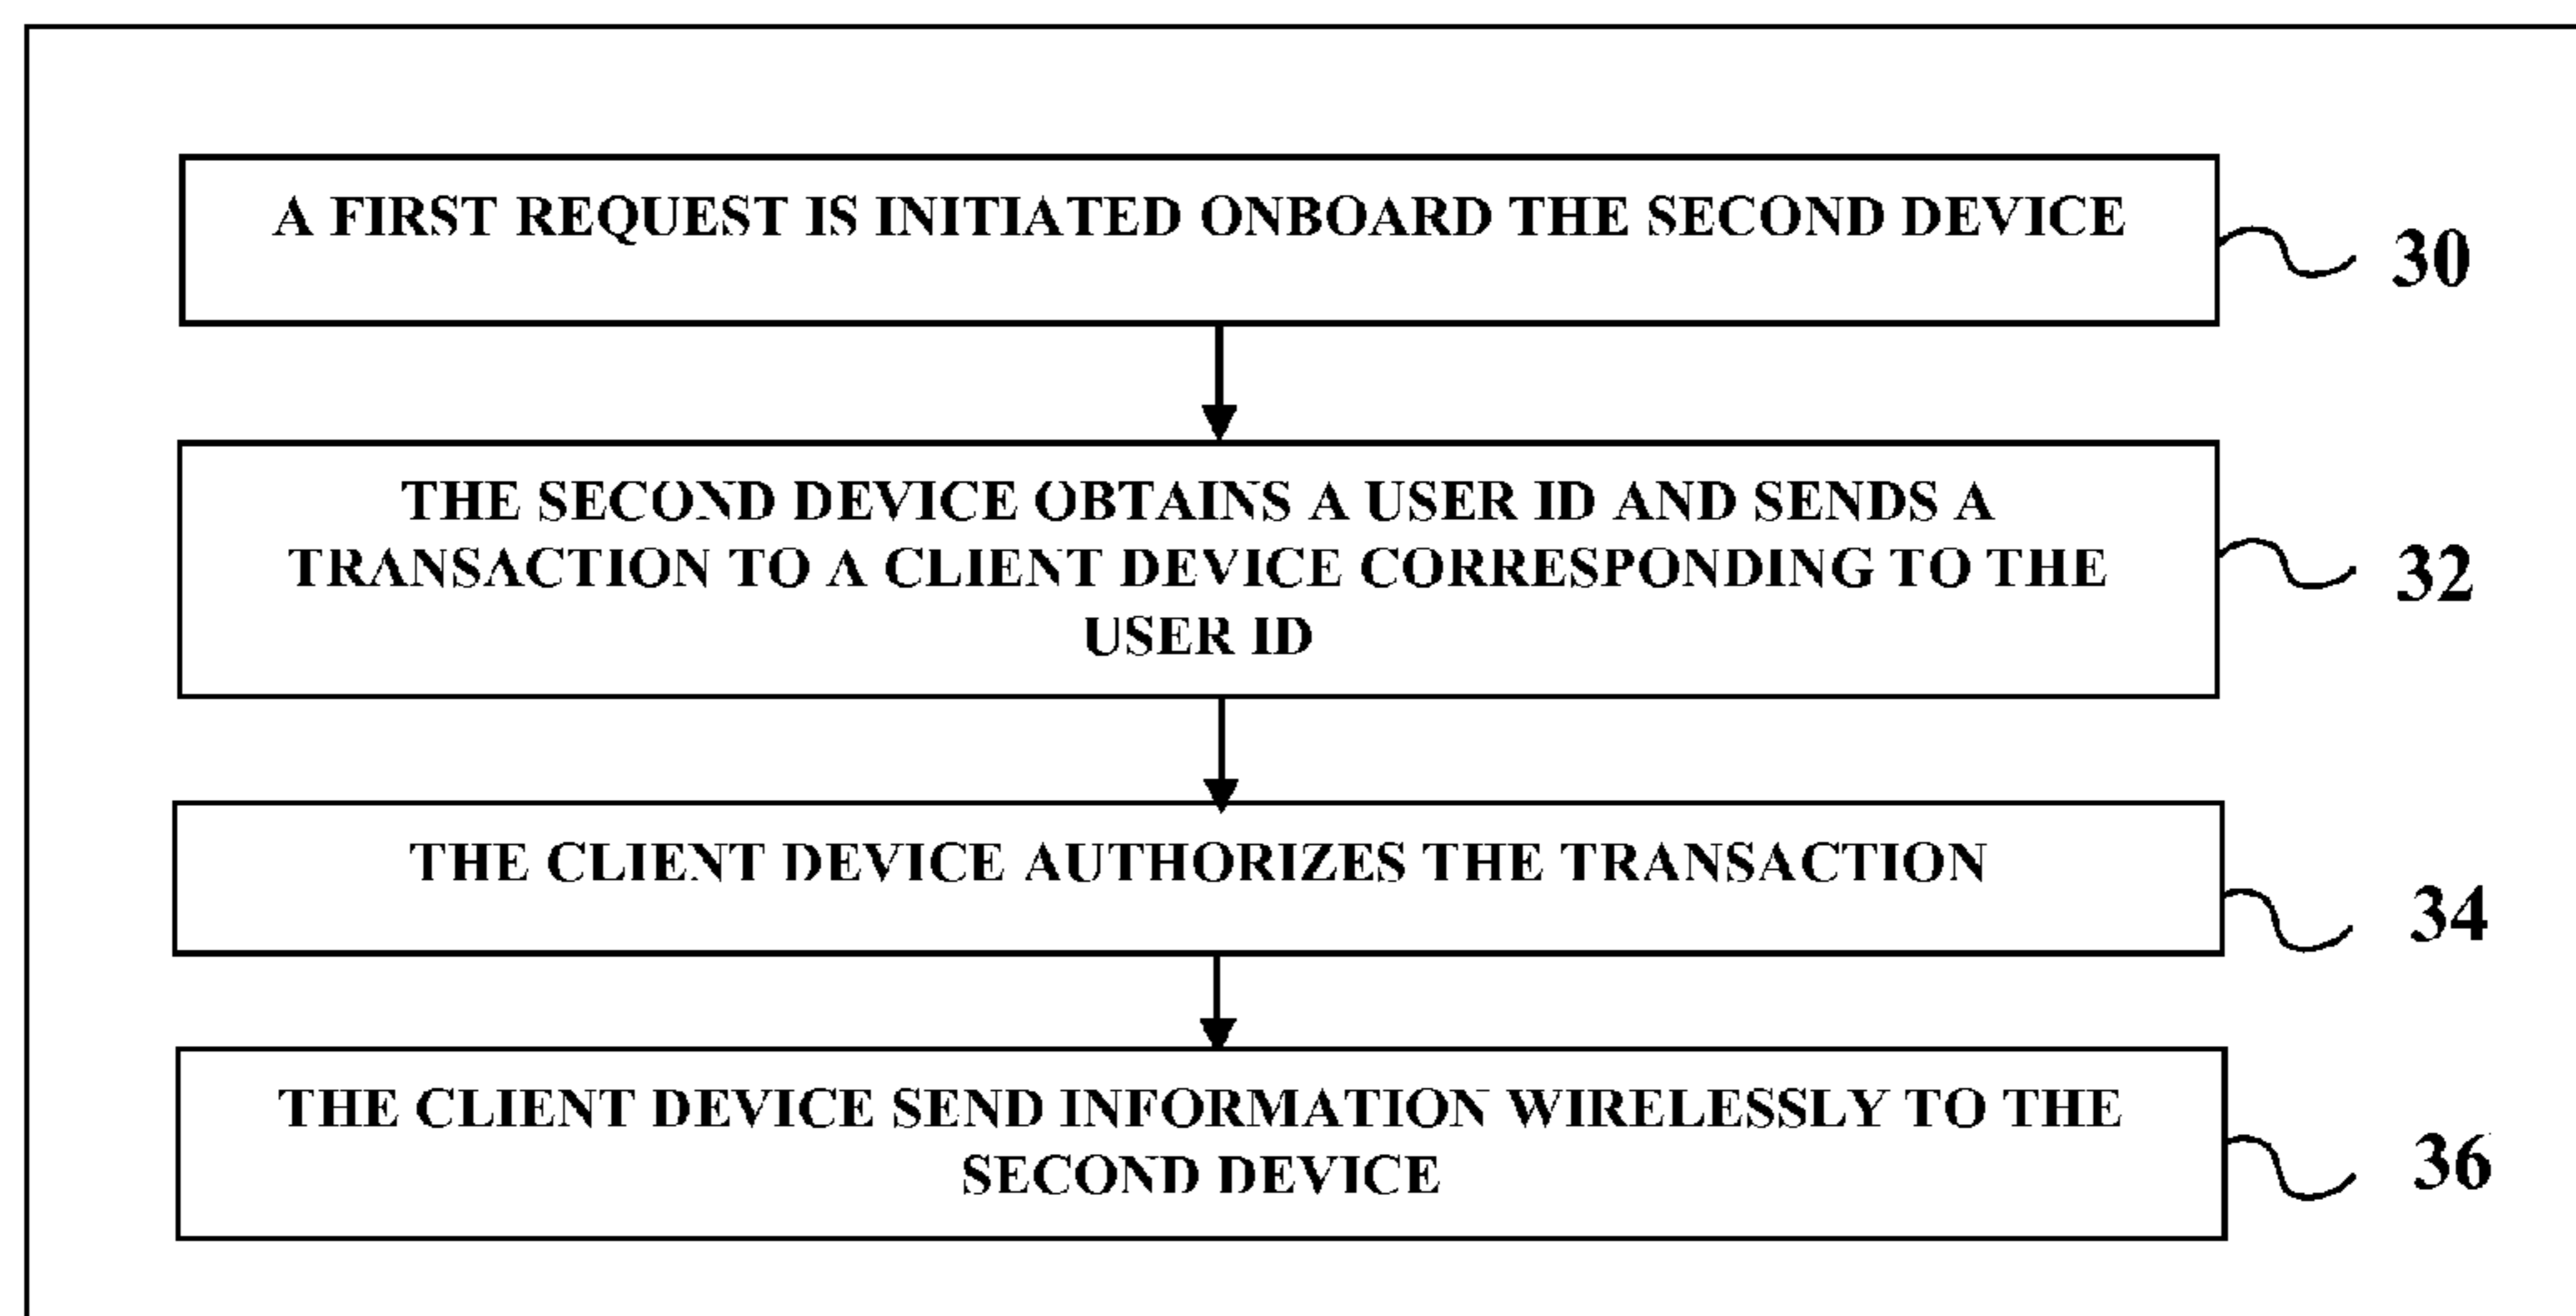 A FIRST REQUEST IS INITIATED ONBOARD THE SECOND DEVICE
30
THE SECOND DEVICE OBTAINS A USER ID AND SENDS A
TRANSACTION TO A CLIENT DEVICE CORRESPONDING TO THE
USER ID
32
THE CLIENT DEVICE AUTHORIZES THE TRANSACTION
34
THE CLIENT DEVICE SEND INFORMATION WIRELESSLY TO THE
SECOND DEVICE
36